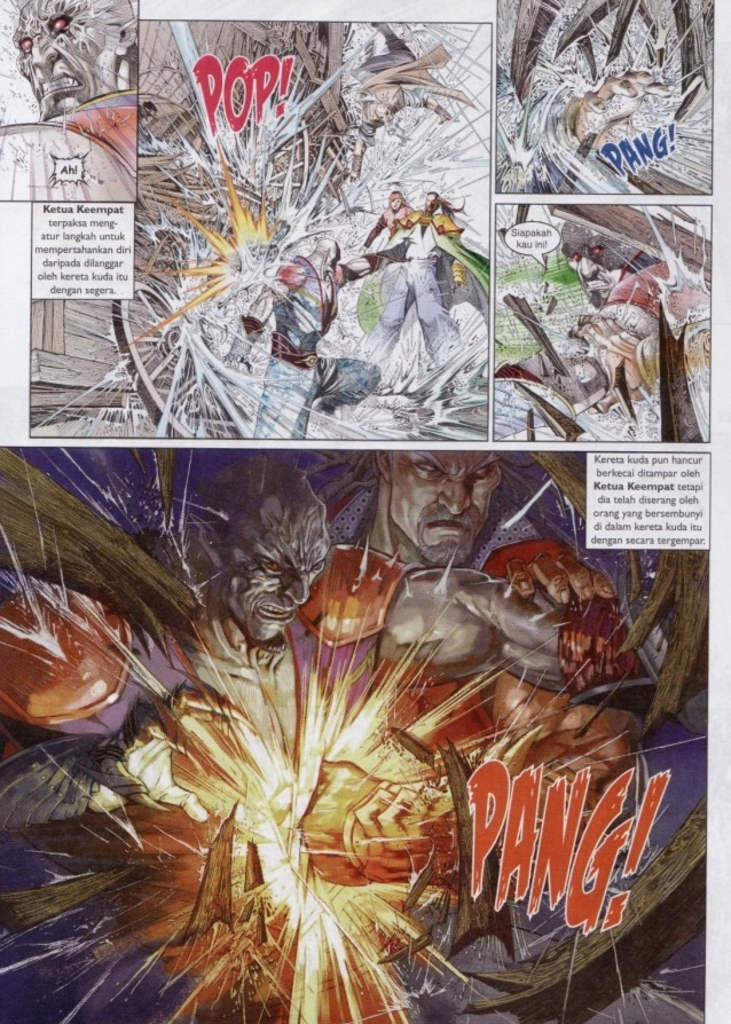 Ah!
Ketua Keempat
terpaksa meng-
atur langkah untuk
mempertahankan diri
daripada dilanggar
oleh kereta kuda itu
dengan segera.
POP!
PANG!
Siapakah
kau ini!
Kereta kuda pun hancur
berkecai ditampar oleh
Ketua Keempat tetapi
dia telah diserang oleh
orang yang bersembunyi
di dalam kereta kuda itu
dengan secara tergempar.
PANG!